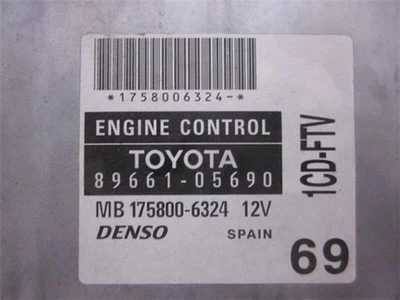 *1758006324-*
ENGINE CONTROL
TOYOTA
89661-05690
MB 175800-6324 12V
DENSO SPAIN
1CD-FTV
69